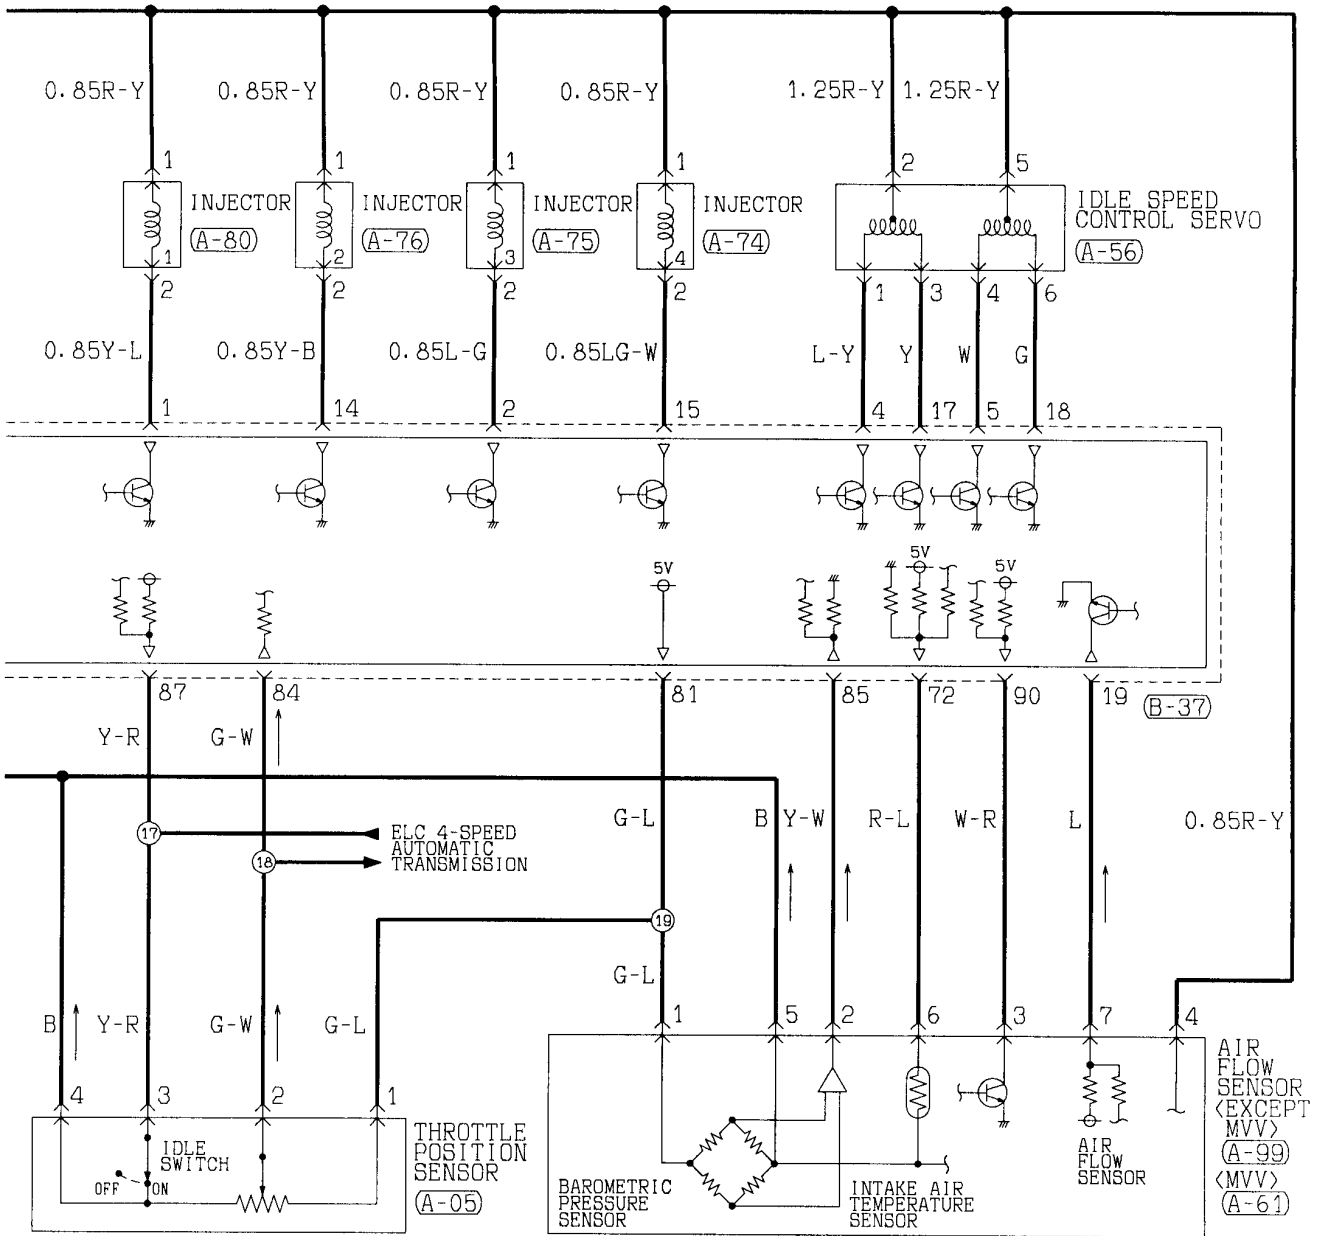 0.85R-Y 0.85R-Y 0.85R-Y 0.85R-Y 1.25R-Y 1.25R-Y
1 1 1 1 2 5
INJECTOR
(A-80)
INJECTOR
(A-76)
INJECTOR
(A-75)
INJECTOR
(A-74)
IDLE SPEED
CONTROL SERVO
(A-56)
1 2 3 4
2 2 2 2 1 3 4 6
0.85Y-L 0.85Y-B 0.85L-G 0.85LG-W L-Y Y W G
1 14 2 15 4 17 5 18
5V 5V 5V
87 84 81 85 72 90 19
(B-37)
Y-R G-W
G-L B Y-W R-L W-R L 0.85R-Y
17
18
ELC 4-SPEED
AUTOMATIC
TRANSMISSION
19
G-L
B Y-R G-W G-L
1 5 2 6 3 7 4
4 3 2 1
IDLE
SWITCH
OFF ON
THROTTLE
POSITION
SENSOR
(A-05)
BAROMETRIC
PRESSURE
SENSOR
INTAKE AIR
TEMPERATURE
SENSOR
AIR
FLOW
SENSOR
AIR
FLOW
SENSOR
<EXCEPT
MVV>
(A-99)
<MVV>
(A-61)